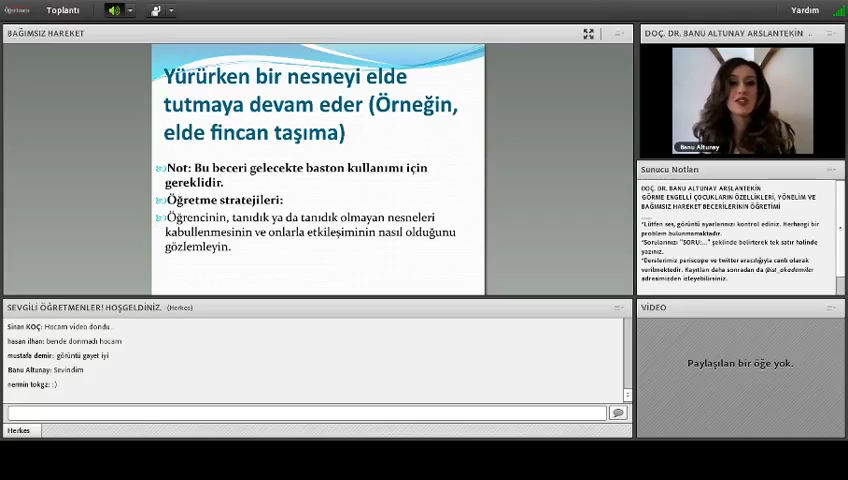 Öğretmen
Toplantı
Yardım
BAĞIMSIZ HAREKET
Yürürken bir nesneyi elde
tutmaya devam eder (Örneğin,
elde fincan taşıma)
Not: Bu beceri gelecekte baston kullanımı için
gereklidir.
Öğretme stratejileri:
Öğrencinin, tanıdık ya da tanıdık olmayan nesneleri
kabullenmesinin ve onlarla etkileşiminin nasıl olduğunu
gözlemleyin.
DOÇ. DR. BANU ALTUNAY ARSLANTEKİN ..
Banu Altunay
Sunucu Notları
DOÇ. DR. BANU ALTUNAY ARSLANTEKİN
GÖRME ENGELLİ ÇOCUKLARIN ÖZELLİKLERİ, YÖNELİM VE
BAĞIMSIZ HAREKET BECERİLERİNİN ÖĞRETİMİ
.....
*Lütfen ses, görüntü ayarlarınızı kontrol ediniz. Herhangi bir
problem bulunmamaktadır.
*Sorularınızı "SORU:..." şeklinde belirterek tek satır halinde
yazınız.
*Derslerimiz periscope ve twitter aracılığıyla canlı olarak
verilmektedir. Kayıtları daha sonradan da @ist_akademiler
adresimizden izleyebilirsiniz.
SEVGİLİ ÖĞRETMENLER! HOŞGELDİNİZ. (Herkes)
Sinan KOÇ: Hocam video dondu..
hasan ilhan: bende donmadı hocam
mustafa demir: görüntü gayet iyi
Banu Altunay: Sevindim
nermin tokgz: :)
Herkes
VİDEO
Paylaşılan bir öğe yok.